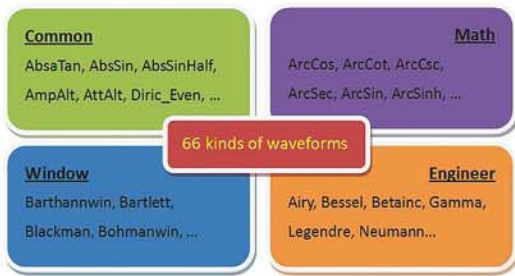 Common
AbsaTan, AbsSin, AbsSinHalf,
AmpAlt, AttAlt, Diric_Even, ...
Math
ArcCos, ArcCot, ArcCsc,
ArcSec, ArcSin, ArcSinh, ...
66 kinds of waveforms
Window
Barthannwin, Bartlett,
Blackman, Bohmanwin, ...
Engineer
Airy, Bessel, Betainc, Gamma,
Legendre, Neumann...